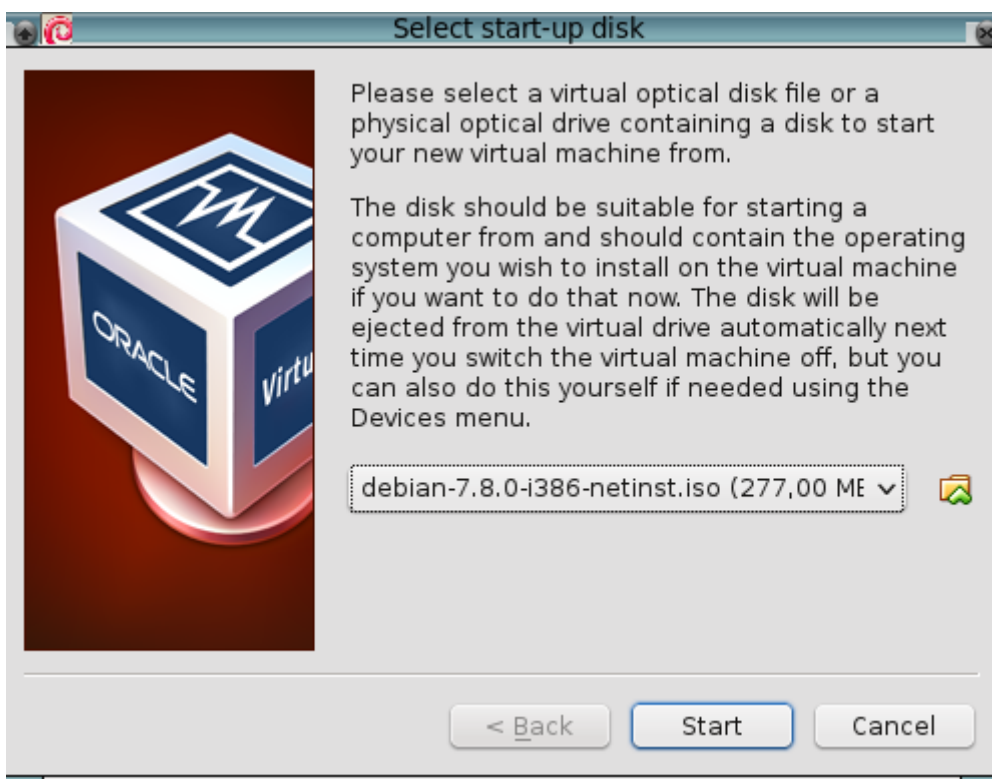 Select start-up disk
Please select a virtual optical disk file or a
physical optical drive containing a disk to start
your new virtual machine from.
The disk should be suitable for starting a
computer from and should contain the operating
system you wish to install on the virtual machine
if you want to do that now. The disk will be
ejected from the virtual drive automatically next
time you switch the virtual machine off, but you
can also do this yourself if needed using the
Devices menu.
ORACLE
Virtu
debian-7.8.0-i386-netinst.iso (277,00 ME
< Back
Start
Cancel